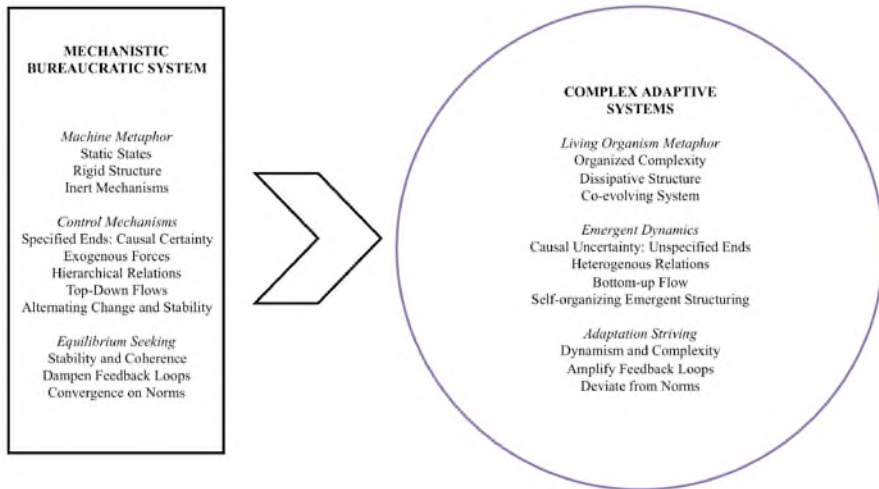 MECHANISTIC
BUREAUCRATIC SYSTEM
Machine Metaphor
Static States
Rigid Structure
Inert Mechanisms
Control Mechanisms
Specified Ends: Causal Certainty
Exogenous Forces
Hierarchical Relations
Top-Down Flows
Alternating Change and Stability
Equilibrium Seeking
Stability and Coherence
Dampen Feedback Loops
Convergence on Norms
COMPLEX ADAPTIVE
SYSTEMS
Living Organism Metaphor
Organized Complexity
Dissipative Structure
Co-evolving System
Emergent Dynamics
Causal Uncertainty: Unspecified Ends
Heterogenous Relations
Bottom-up Flow
Self-organizing Emergent Structuring
Adaptation Striving
Dynamism and Complexity
Amplify Feedback Loops
Deviate from Norms